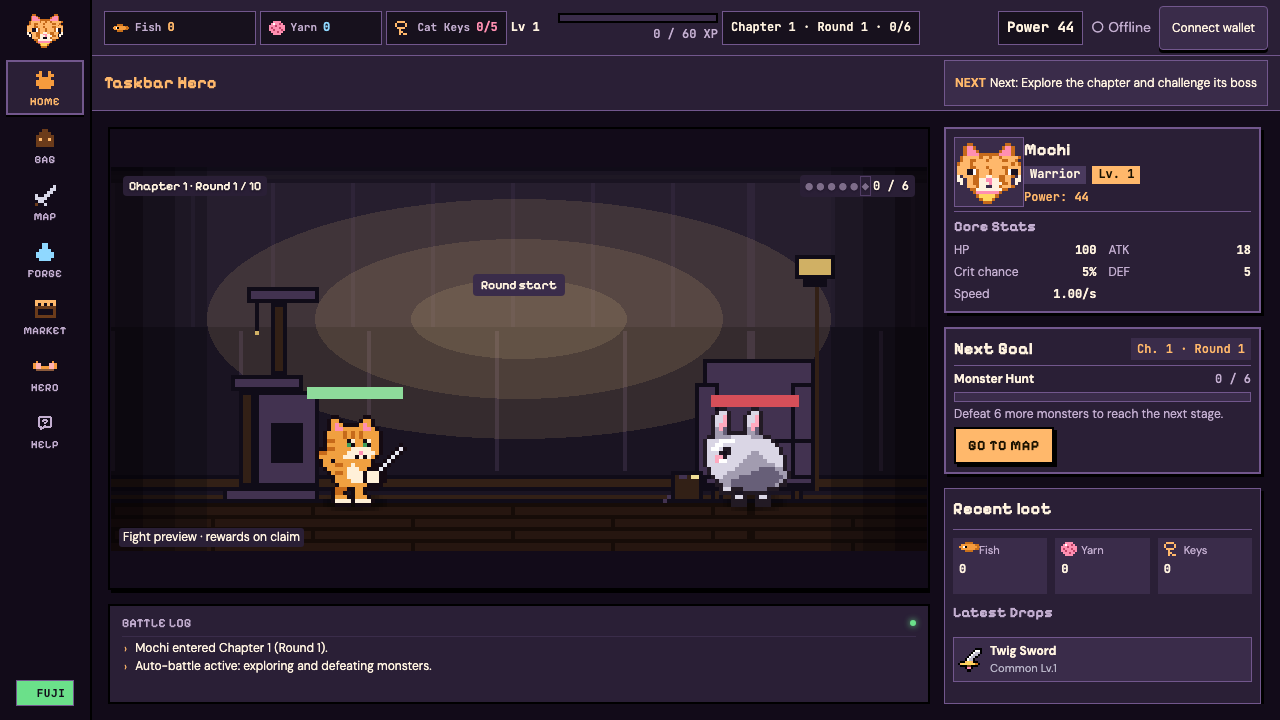 Fish 0
Yarn 0
Cat Keys 0/5
Lv 1
0 / 60 XP
Chapter 1 · Round 1 · 0/6
Power 44
Offline
Connect wallet
Taskbar Hero
NEXT Next: Explore the chapter and challenge its boss
HOME
BAG
MAP
FORGE
MARKET
HERO
HELP
FUJI
Chapter 1 · Round 1 / 10
0 / 6
Round start
Fight preview · rewards on claim
BATTLE LOG
› Mochi entered Chapter 1 (Round 1).
› Auto-battle active: exploring and defeating monsters.
Mochi
Warrior Lv. 1
Power: 44
Core Stats
HP 100 ATK 18
Crit chance 5% DEF 5
Speed 1.00/s
Next Goal Ch. 1 · Round 1
Monster Hunt 0 / 6
Defeat 6 more monsters to reach the next stage.
GO TO MAP
Recent loot
Fish Yarn Keys
0 0 0
Latest Drops
Twig Sword
Common Lv.1